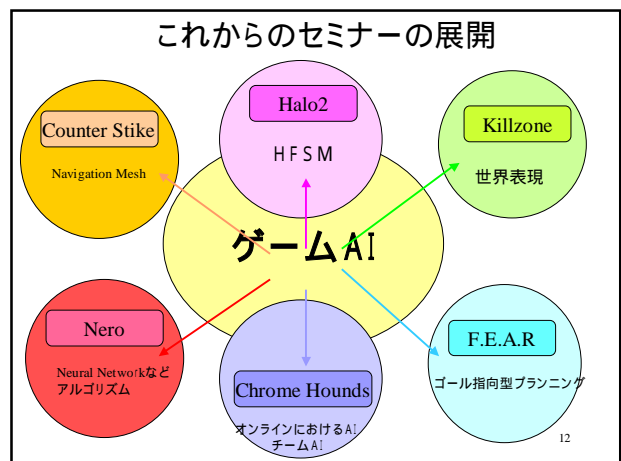 これからのセミナーの展開
Halo2
HFSM
Counter Stike
Navigation Mesh
Killzone
世界表現
ゲームAI
Nero
Neural Networkなど
アルゴリズム
Chrome Hounds
オンラインにおけるAI
チームAI
F.E.A.R
ゴール指向型プランニング
12